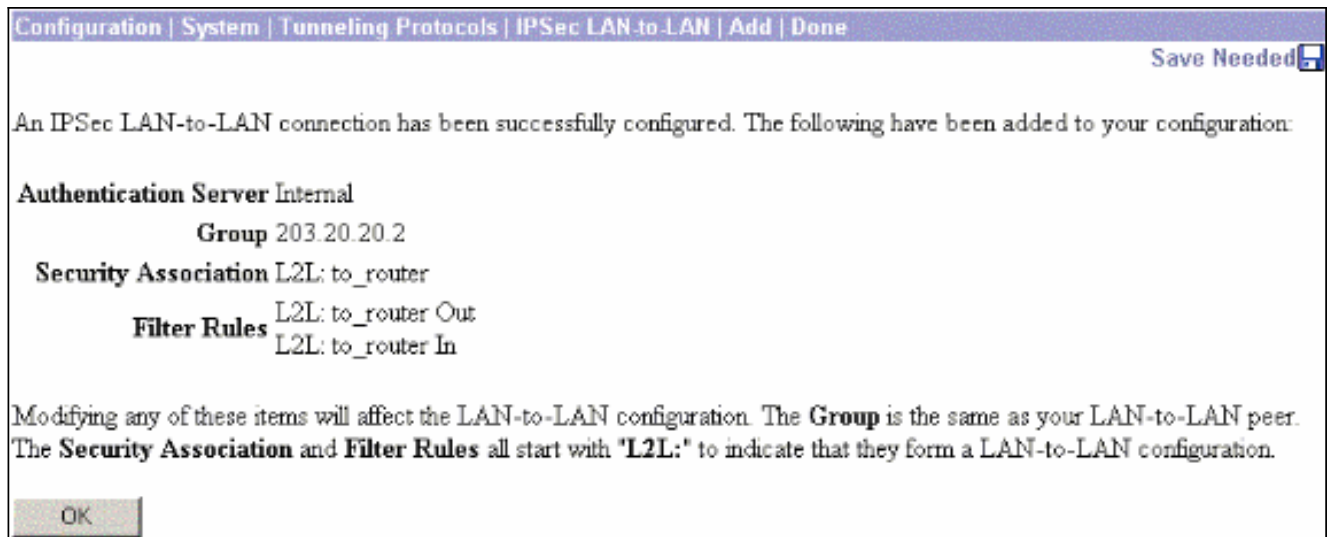 Configuration | System | Tunneling Protocols | IPSec LAN-to-LAN | Add | Done
Save Needed
An IPSec LAN-to-LAN connection has been successfully configured. The following have been added to your configuration:
Authentication Server Internal
Group 203.20.20.2
Security Association L2L: to_router
Filter Rules L2L: to_router Out
L2L: to_router In
Modifying any of these items will affect the LAN-to-LAN configuration. The Group is the same as your LAN-to-LAN peer.
The Security Association and Filter Rules all start with "L2L:" to indicate that they form a LAN-to-LAN configuration.
OK